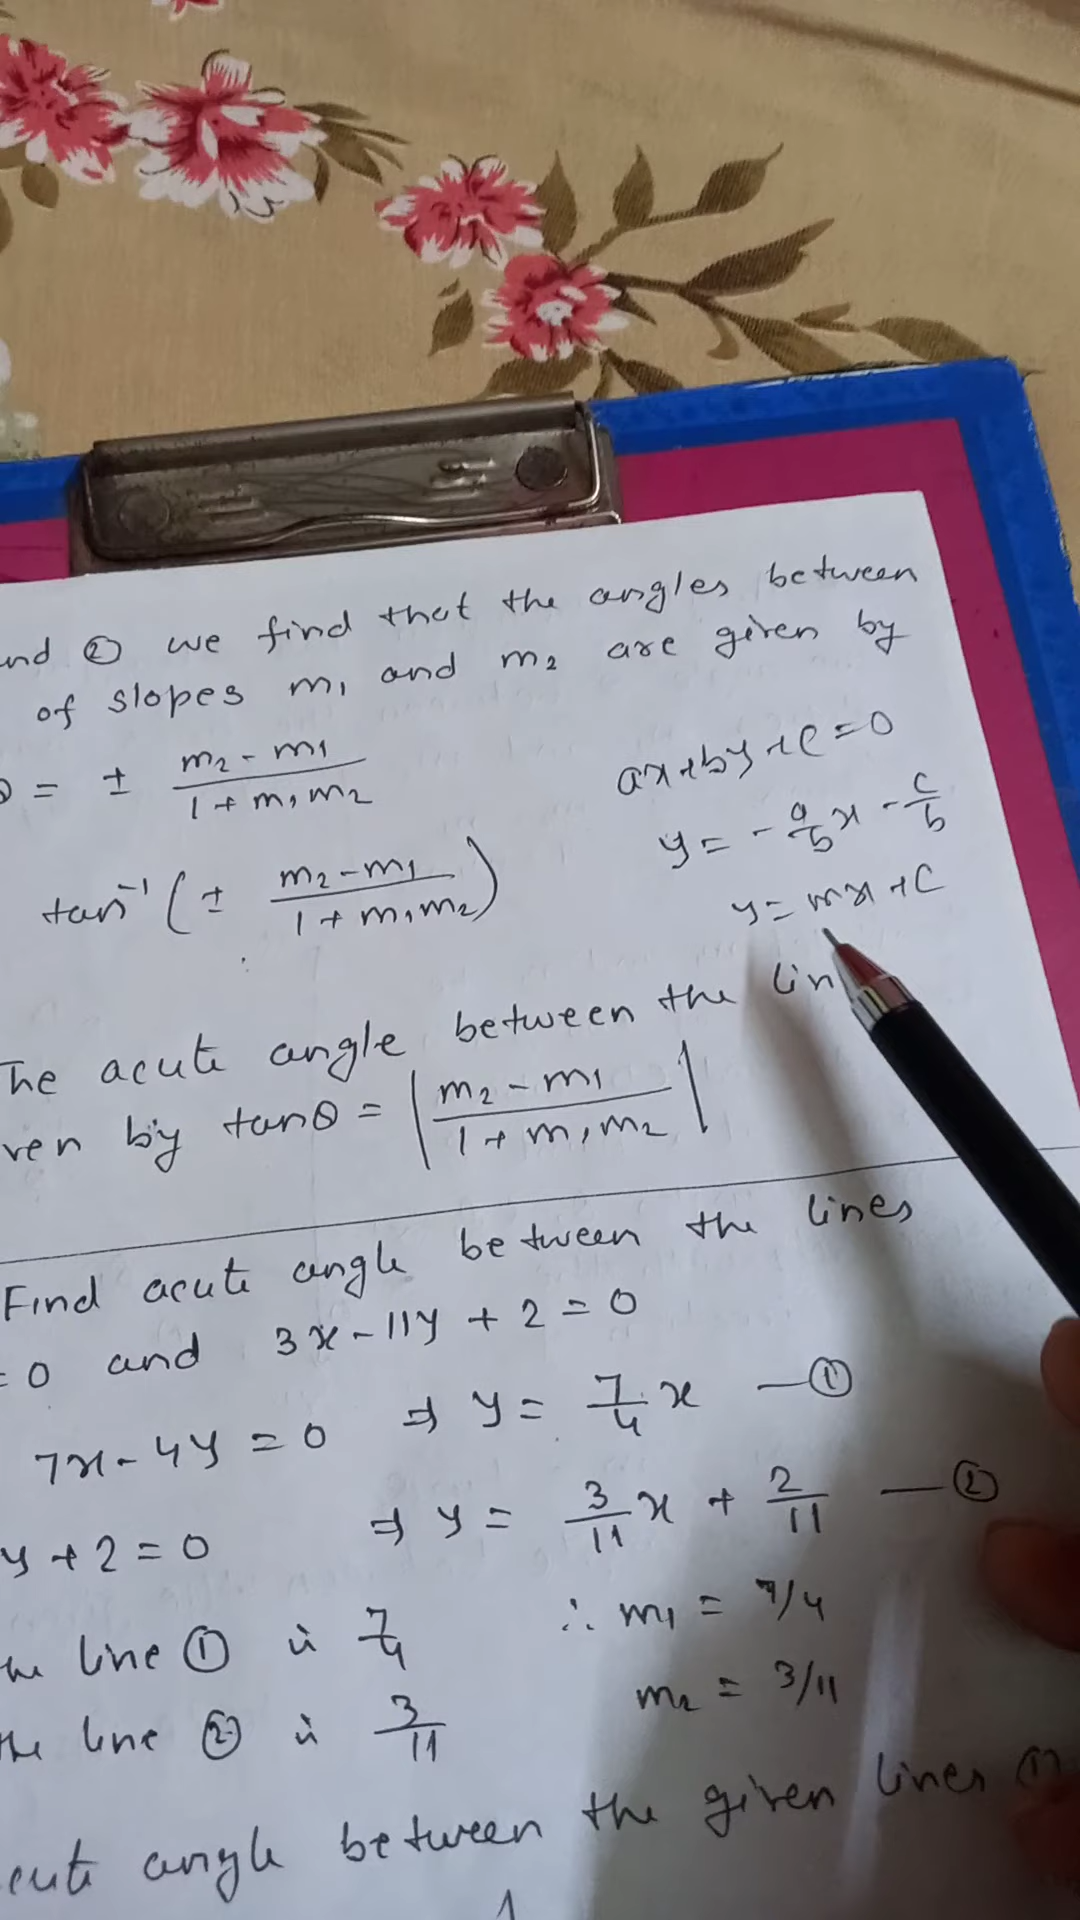 nd ② we find that the angles between
of slopes m₁ and m₂ are given by
θ = ± (m₂ - m₁)/(1 + m₁m₂)
ax+by+c=0
y = -a/b x - c/b
y = mx + c
tan⁻¹ (± (m₂-m₁)/(1 + m₁m₂))
The acute angle between the lin
ven by tanθ = |(m₂ - m₁)/(1 + m₁m₂)|
Find acute angle between the lines
= 0 and 3x - 11y + 2 = 0
7x - 4y = 0 ⇒ y = 7/4 x — ①
y + 2 = 0 ⇒ y = 3/11 x + 2/11 — ②
the line ① is 7/4 ∴ m₁ = 7/4
the line ② is 3/11 m₂ = 3/11
cute angle between the given lines ①